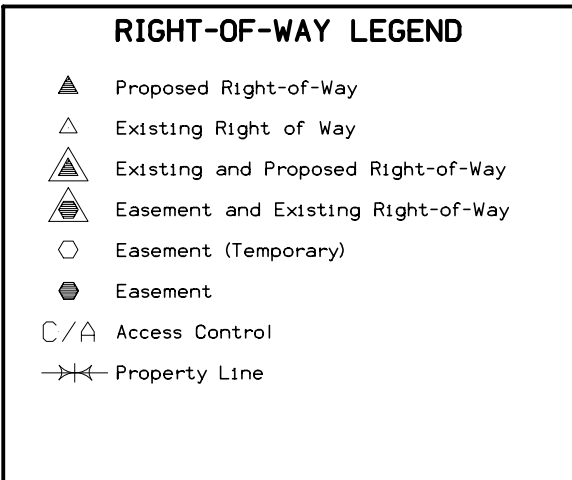 RIGHT-OF-WAY LEGEND
Proposed Right-of-Way
Existing Right of Way
Existing and Proposed Right-of-Way
Easement and Existing Right-of-Way
Easement (Temporary)
Easement
C/A Access Control
Property Line